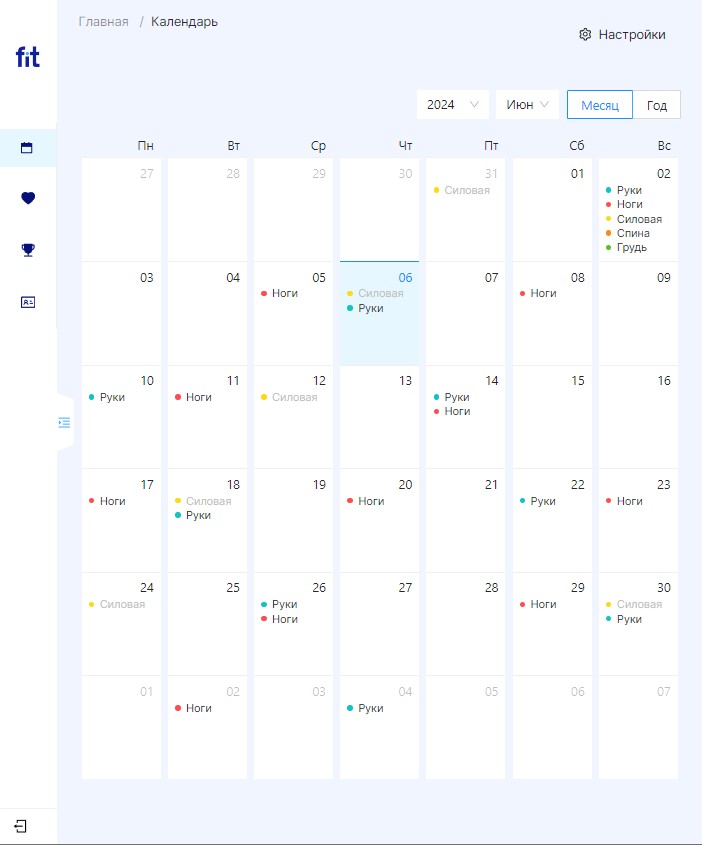 Главная / Календарь
Настройки
fit
2024 Июн Месяц Год
Пн Вт Ср Чт Пт Сб Вс
27 28 29 30 31 01 02
Силовая Руки
Ноги
Силовая
Спина
Грудь
03 04 05 06 07 08 09
Ноги Силовая Ноги
Руки
10 11 12 13 14 15 16
Руки Ноги Силовая Руки
Ноги
17 18 19 20 21 22 23
Ноги Силовая Ноги Руки Ноги
Руки
24 25 26 27 28 29 30
Силовая Руки Ноги Силовая
Ноги Руки
01 02 03 04 05 06 07
Ноги Руки